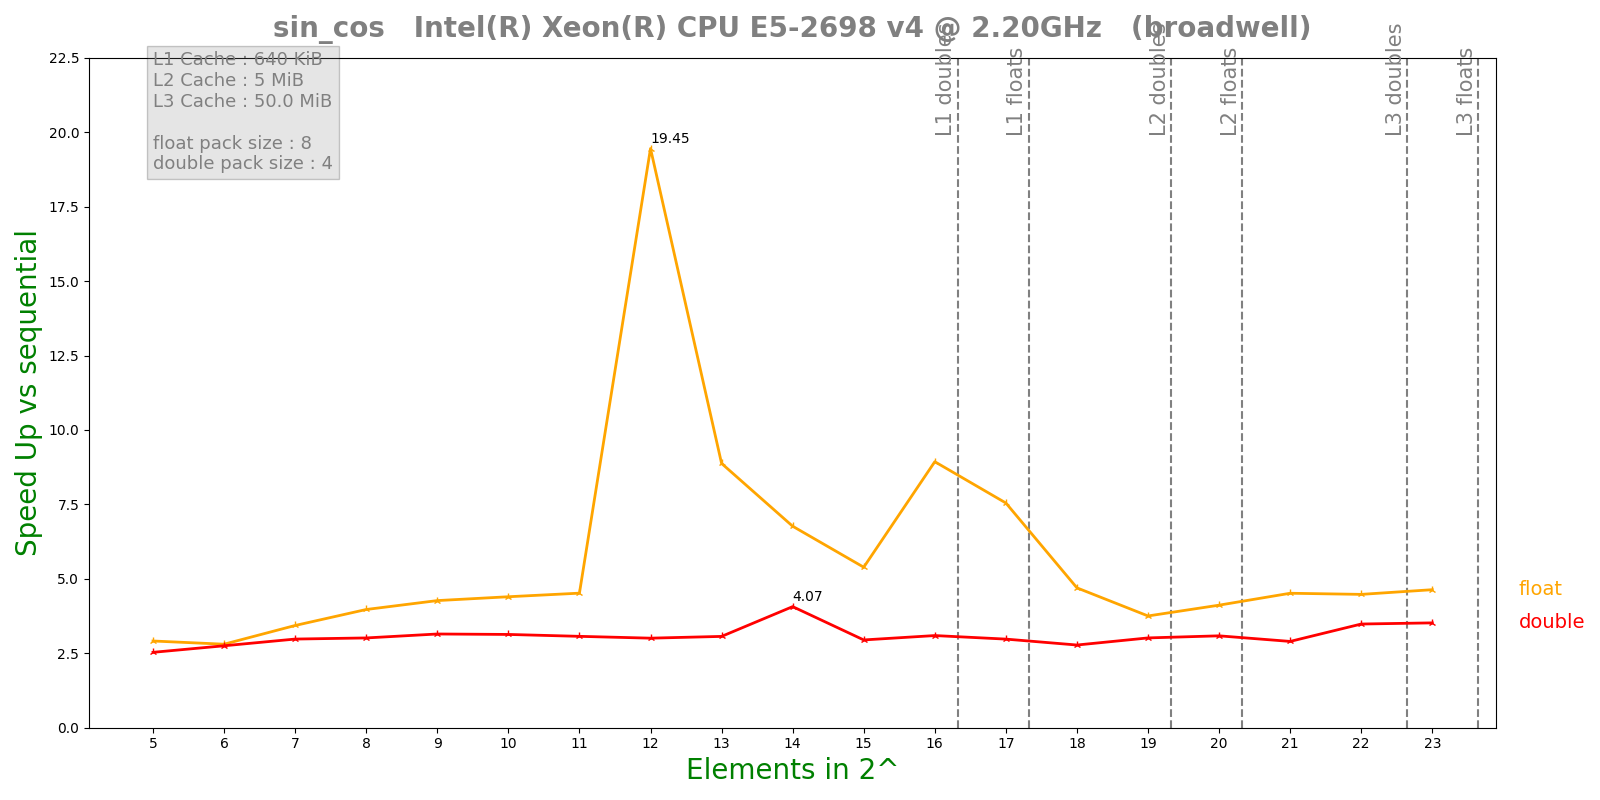 sin_cos   Intel(R) Xeon(R) CPU E5-2698 v4 @ 2.20GHz   (broadwell)
L1 Cache : 640 KiB
L2 Cache : 5 MiB
L3 Cache : 50.0 MiB
float pack size : 8
double pack size : 4
L1 doubles
L1 floats
L2 doubles
L2 floats
L3 doubles
L3 floats
Speed Up vs sequential
22.5
20.0
17.5
15.0
12.5
10.0
7.5
5.0
2.5
0.0
19.45
4.07
float
double
5 6 7 8 9 10 11 12 13 14 15 16 17 18 19 20 21 22 23
Elements in 2^